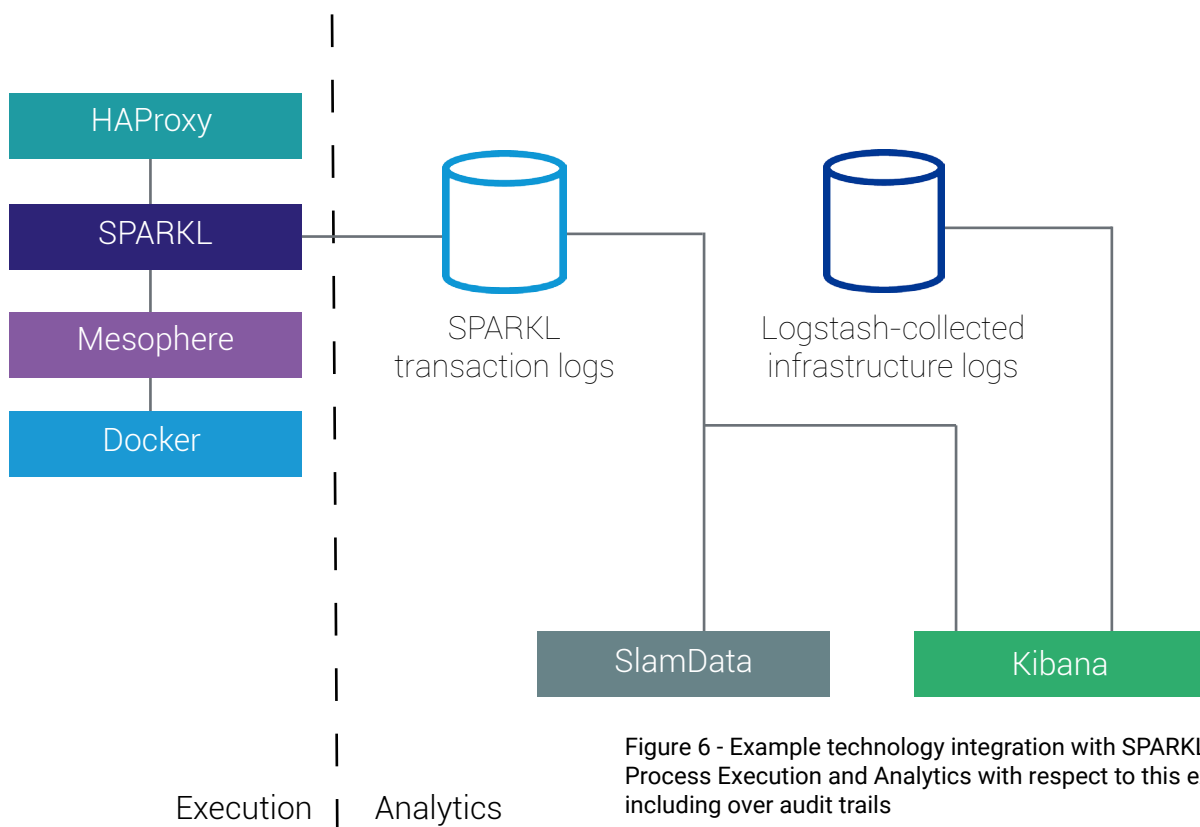 HAProxy
SPARKL
Mesophere
Docker
SPARKL
transaction logs
Logstash-collected
infrastructure logs
SlamData
Kibana
Figure 6 - Example technology integration with SPARKL
Process Execution and Analytics with respect to this
including over audit trails
Execution
Analytics